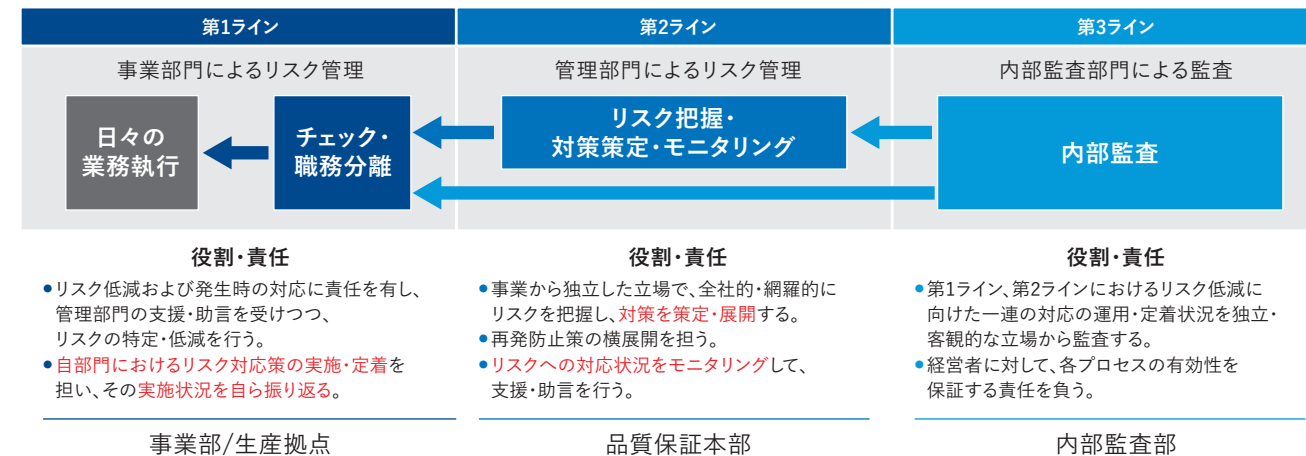 第1ライン
事業部門によるリスク管理
日々の
業務執行
チェック・
職務分離
役割・責任
●リスク低減および発生時の対応に責任を有し、
管理部門の支援・助言を受けつつ、
リスクの特定・低減を行う。
●自部門におけるリスク対応策の実施・定着を
担い、その実施状況を自ら振り返る。
事業部/生産拠点
第2ライン
管理部門によるリスク管理
リスク把握・
対策策定・モニタリング
役割・責任
●事業から独立した立場で、全社的・網羅的に
リスクを把握し、対策を策定・展開する。
●再発防止策の横展開を担う。
●リスクへの対応状況をモニタリングして、
支援・助言を行う。
品質保証本部
第3ライン
内部監査部門による監査
内部監査
役割・責任
●第1ライン、第2ラインにおけるリスク低減に
向けた一連の対応の運用・定着状況を独立・
客観的な立場から監査する。
●経営者に対して、各プロセスの有効性を
保証する責任を負う。
内部監査部